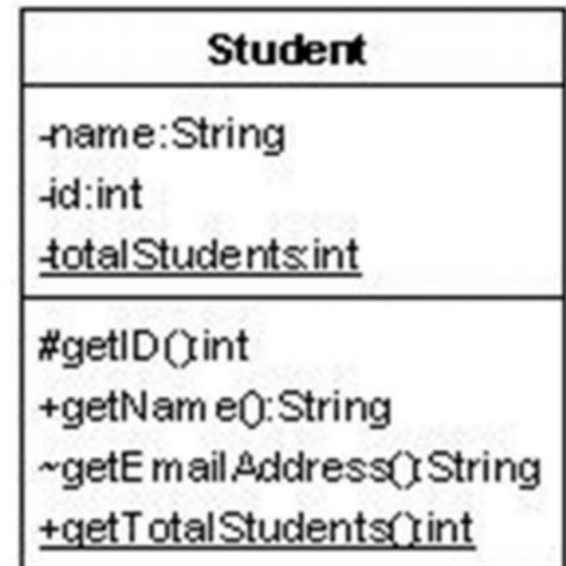 Student
-name:String
-id:int
-totalStudents:int
#getID():int
+getName():String
~getEmailAddress():String
+getTotalStudents():int